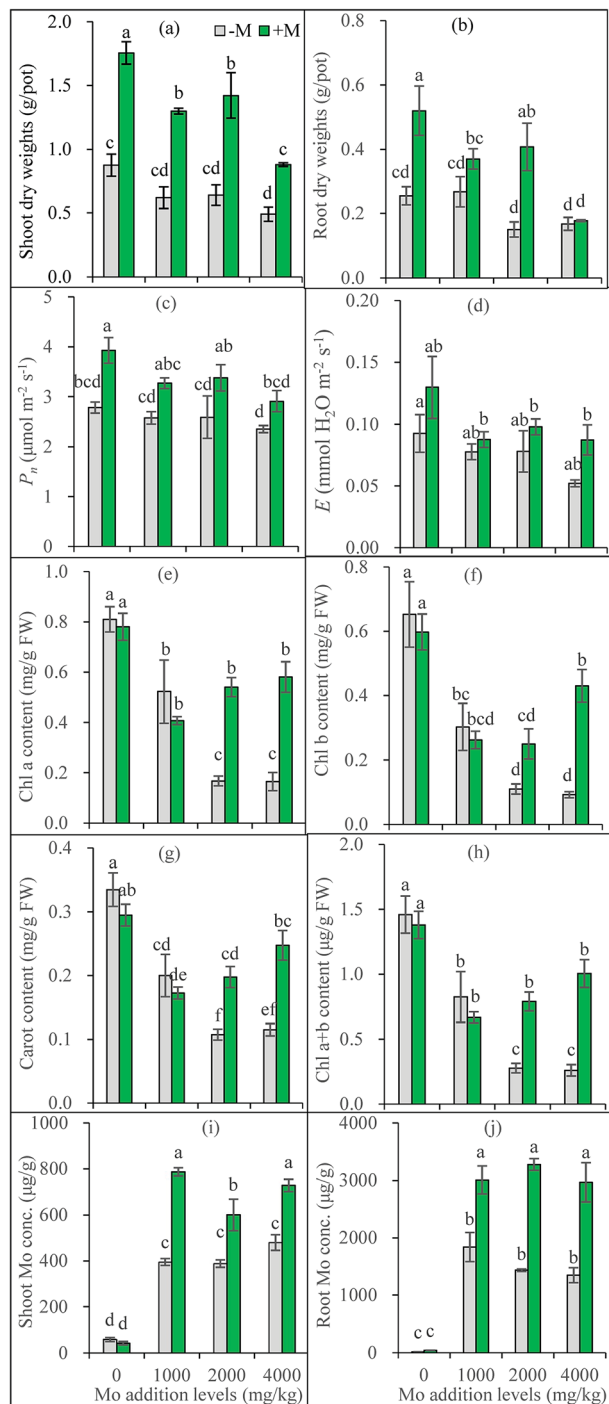 (a)
-M +M
Shoot dry weights (g/pot)
2.0
1.5
1.0
0.5
0.0
c a cd b cd b d c
(b)
Root dry weights (g/pot)
0.8
0.6
0.4
0.2
0.0
cd a cd bc d ab d d
(c)
Pn (μmol m-2 s-1)
5
4
3
2
1
0
bcd a cd abc cd ab d bcd
(d)
E (mmol H2O m-2 s-1)
0.20
0.15
0.10
0.05
0.00
a ab ab b ab b ab b
(e)
Chl a content (mg/g FW)
1.0
0.8
0.6
0.4
0.2
0.0
a a b b c b c b
(f)
Chl b content (mg/g FW)
0.8
0.6
0.4
0.2
0.0
a a bc bcd d cd d b
(g)
Carot content (mg/g FW)
0.4
0.3
0.2
0.1
0.0
a ab cd de f cd ef bc
(h)
Chl a+b content (μg/g FW)
2.0
1.5
1.0
0.5
0.0
a a b b c b c b
(i)
Shoot Mo conc. (μg/g)
1000
800
600
400
200
0
d d c a c b c a
0 1000 2000 4000
Mo addition levels (mg/kg)
(j)
Root Mo conc. (μg/g)
4000
3000
2000
1000
0
c c b a b a b a
0 1000 2000 4000
Mo addition levels (mg/kg)